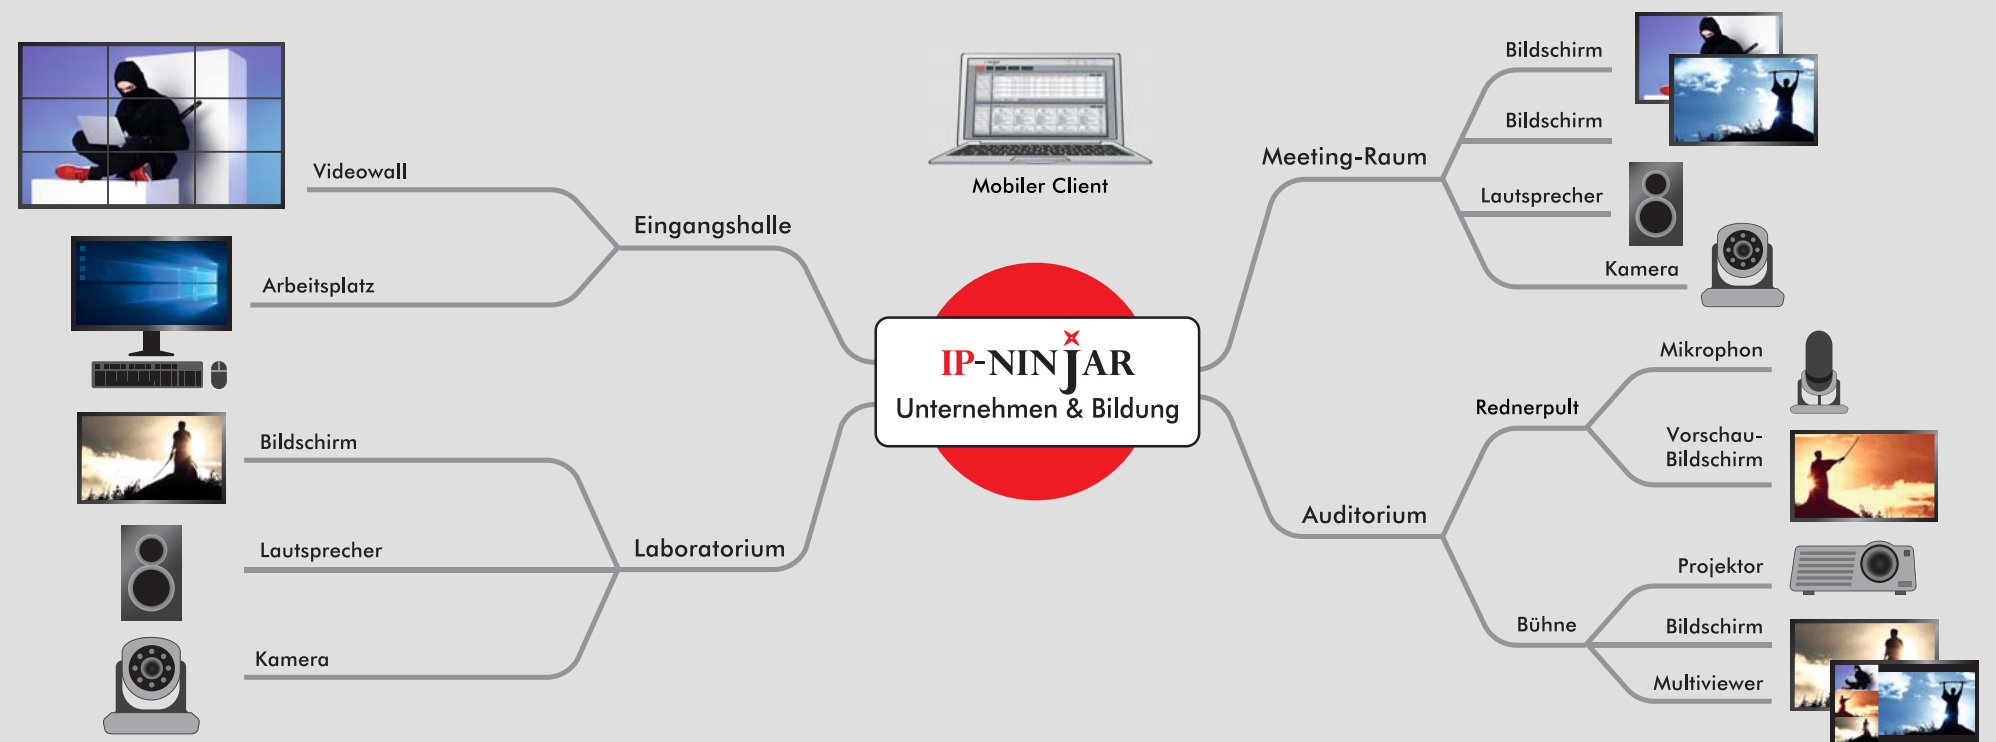 Videowall
Arbeitsplatz
Eingangshalle
Bildschirm
Lautsprecher
Kamera
Laboratorium
Mobiler Client
IP-NINJAR
Unternehmen & Bildung
Meeting-Raum
Bildschirm
Bildschirm
Lautsprecher
Kamera
Auditorium
Rednerpult
Mikrophon
Vorschau-
Bildschirm
Bühne
Projektor
Bildschirm
Multiviewer